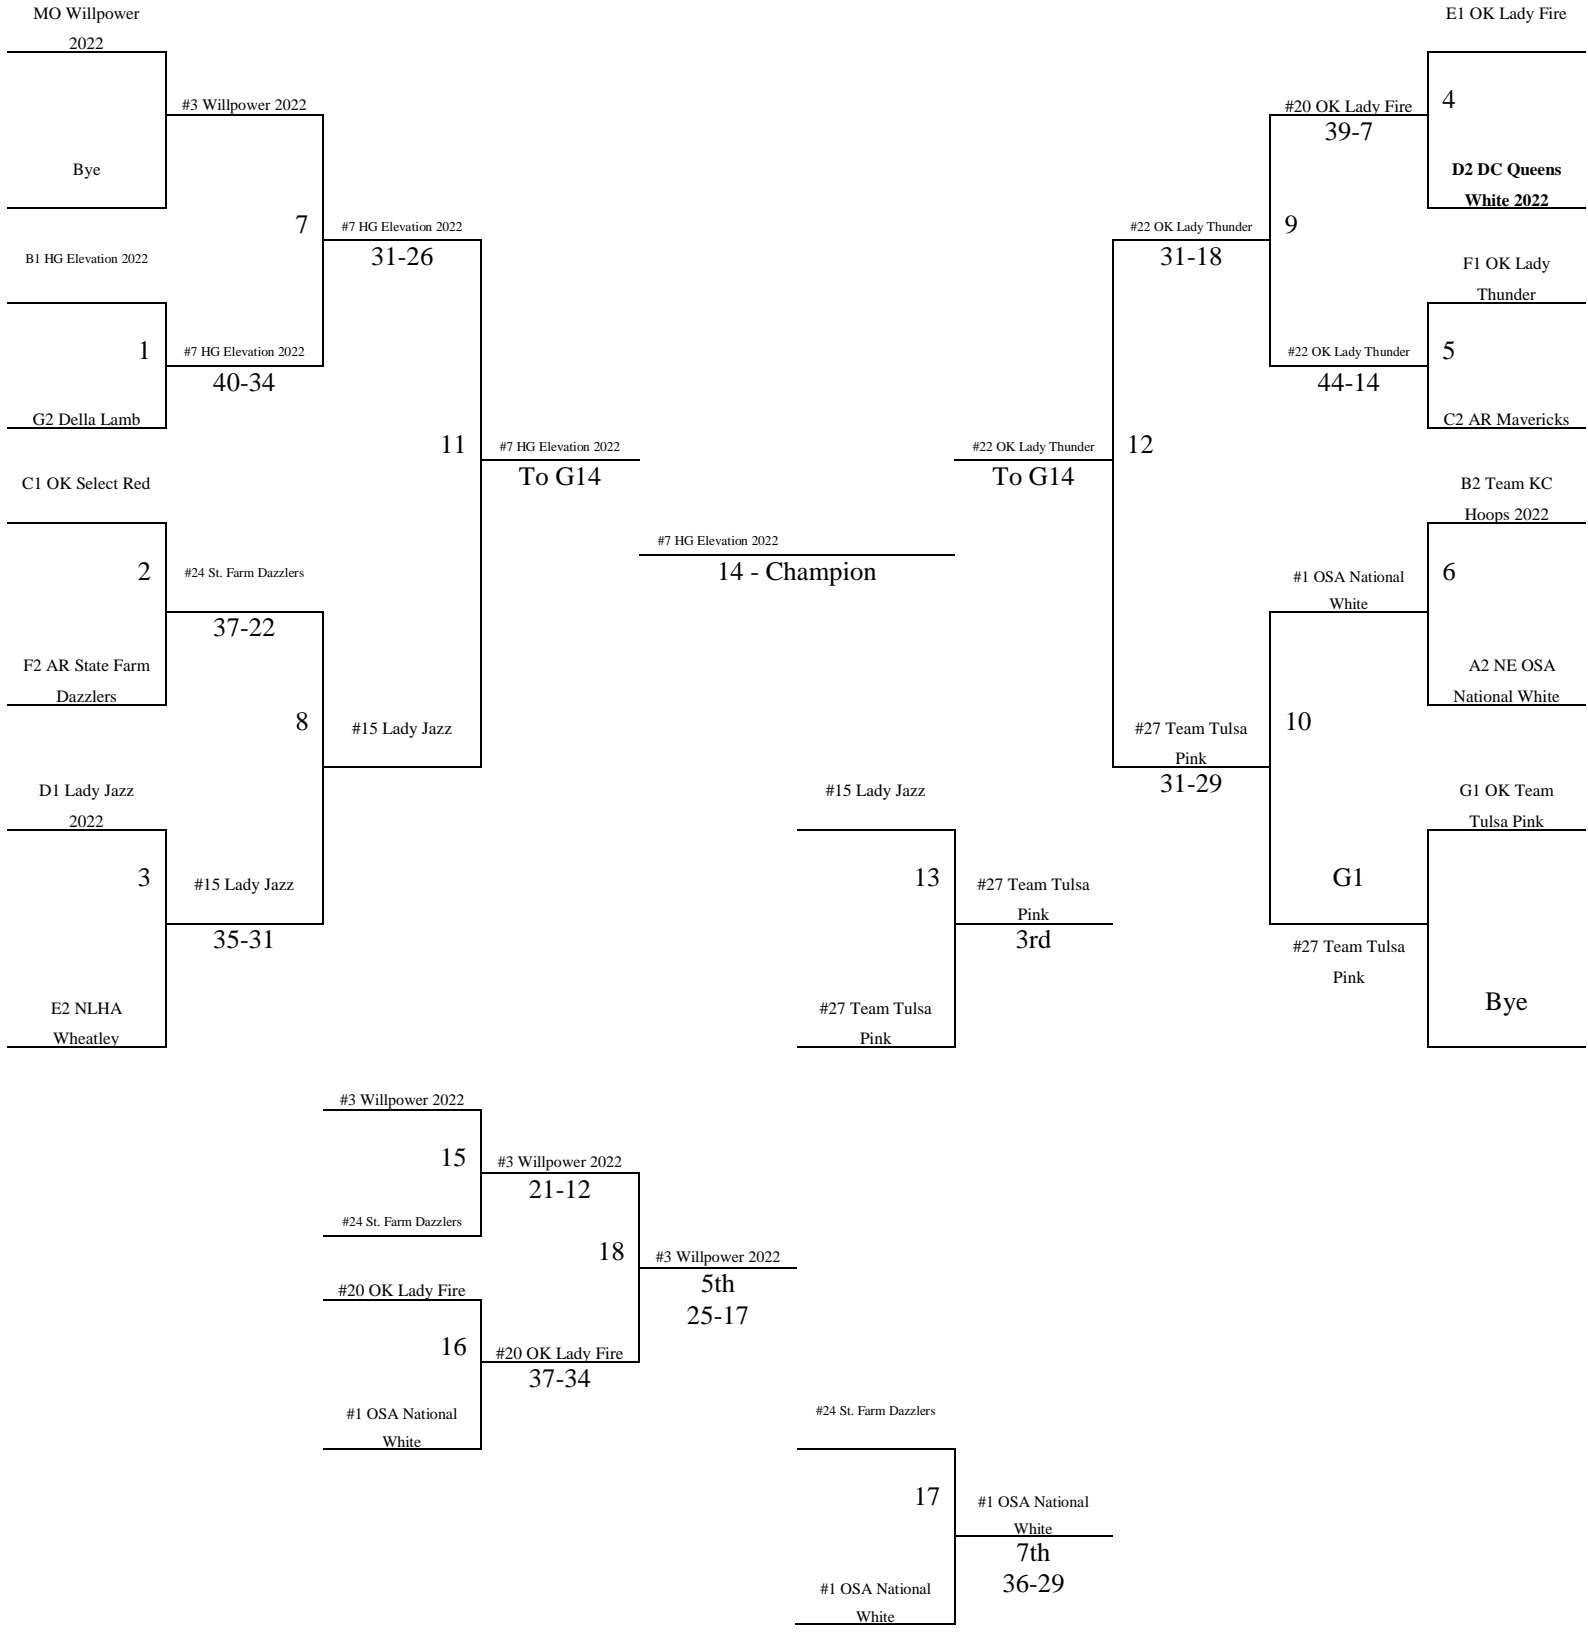 MO Willpower
2022
E1 OK Lady Fire
#3 Willpower 2022
#20 OK Lady Fire
4
39-7
Bye
D2 DC Queens
White 2022
7
#7 HG Elevation 2022
31-26
#22 OK Lady Thunder
31-18
9
B1 HG Elevation 2022
F1 OK Lady
Thunder
1
#7 HG Elevation 2022
40-34
#22 OK Lady Thunder
44-14
5
G2 Della Lamb
C2 AR Mavericks
11
#7 HG Elevation 2022
To G14
#22 OK Lady Thunder
To G14
12
C1 OK Select Red
B2 Team KC
Hoops 2022
#7 HG Elevation 2022
14 - Champion
2
#24 St. Farm Dazzlers
37-22
#1 OSA National
White
6
F2 AR State Farm
Dazzlers
A2 NE OSA
National White
8
#15 Lady Jazz
#27 Team Tulsa
Pink
31-29
10
D1 Lady Jazz
2022
#15 Lady Jazz
G1 OK Team
Tulsa Pink
3
#15 Lady Jazz
35-31
13
#27 Team Tulsa
Pink
3rd
G1
#27 Team Tulsa
Pink
E2 NLHA
Wheatley
#27 Team Tulsa
Pink
Bye
#3 Willpower 2022
15
#3 Willpower 2022
21-12
#24 St. Farm Dazzlers
18
#3 Willpower 2022
5th
25-17
#20 OK Lady Fire
16
#20 OK Lady Fire
37-34
#1 OSA National
White
#24 St. Farm Dazzlers
17
#1 OSA National
White
7th
36-29
#1 OSA National
White